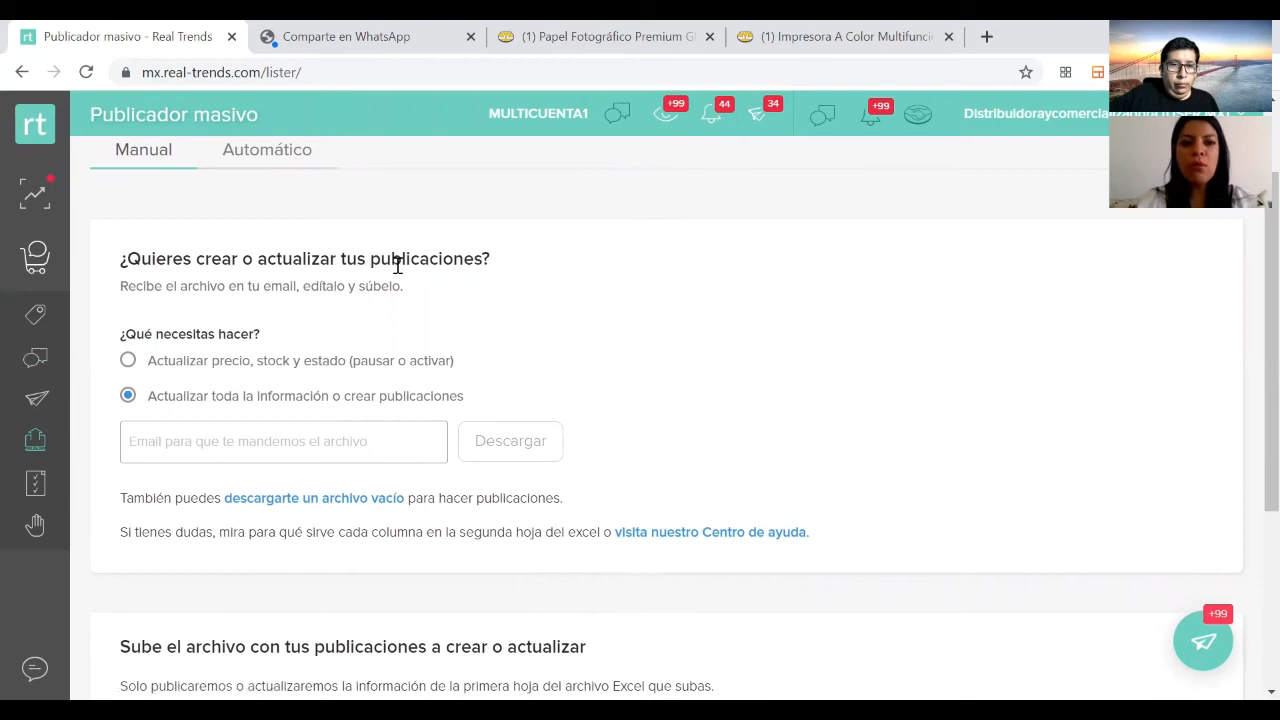 rt Publicador masivo - Real Trends
Comparte en WhatsApp
(1) Papel Fotográfico Premium Gl
(1) Impresora A Color Multifunci
mx.real-trends.com/lister/
rt
Publicador masivo
MULTICUENTA1
+99
44
34
+99
Manual
Automático
¿Quieres crear o actualizar tus publicaciones?
Recibe el archivo en tu email, edítalo y súbelo.
¿Qué necesitas hacer?
Actualizar precio, stock y estado (pausar o activar)
Actualizar toda la información o crear publicaciones
Email para que te mandemos el archivo
Descargar
También puedes descargarte un archivo vacío para hacer publicaciones.
Si tienes dudas, mira para qué sirve cada columna en la segunda hoja del excel o visita nuestro Centro de ayuda.
+99
Sube el archivo con tus publicaciones a crear o actualizar
Solo publicaremos o actualizaremos la información de la primera hoja del archivo Excel que subas.